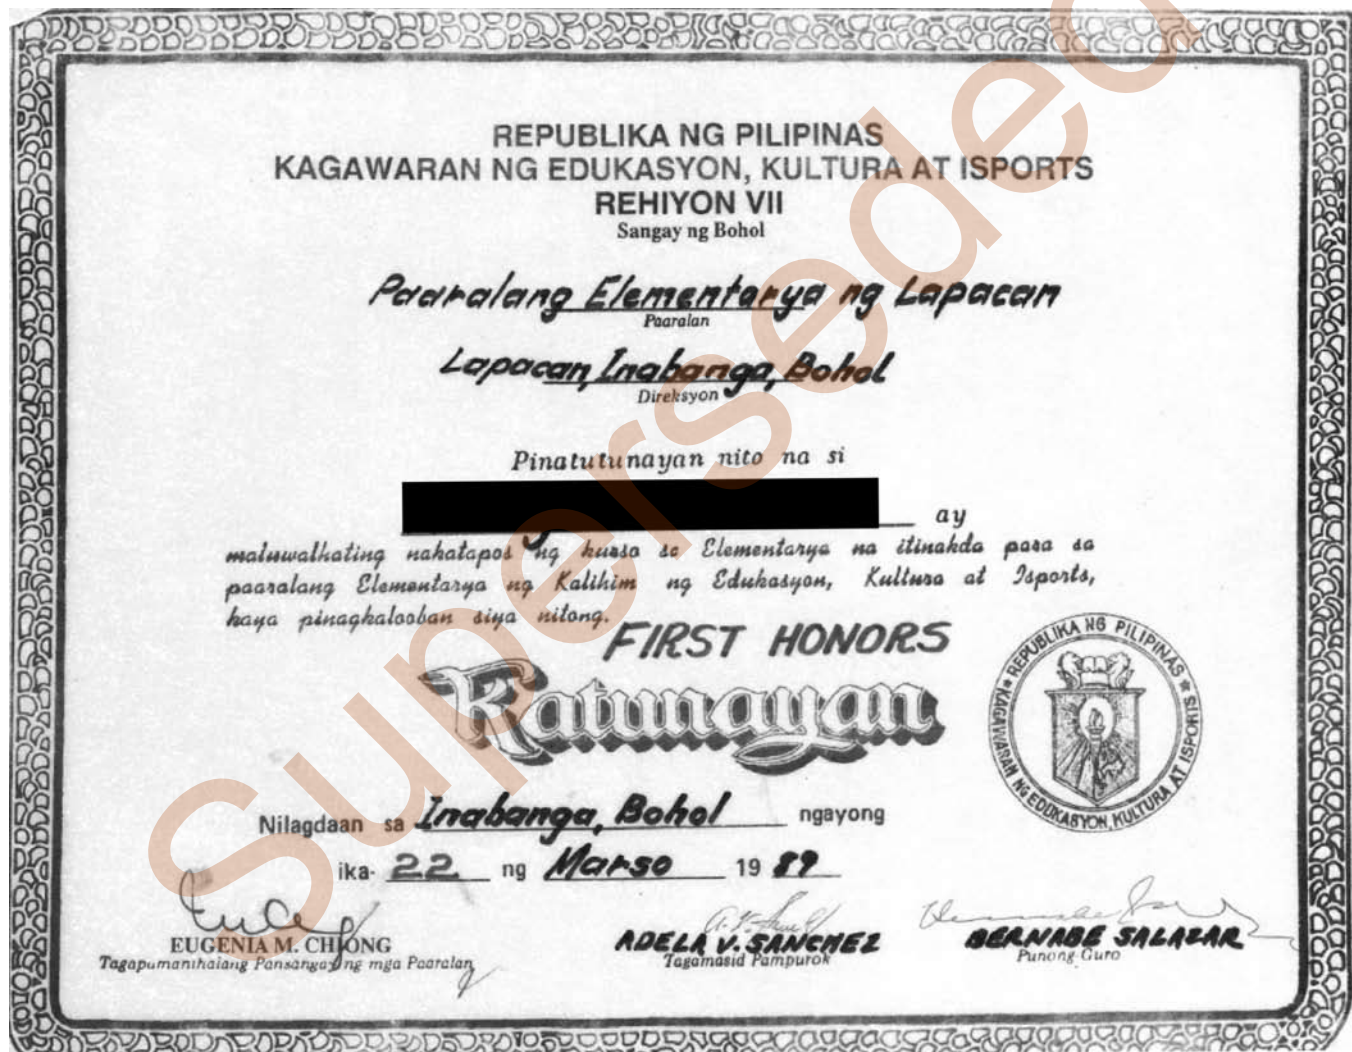 REPUBLIKA NG PILIPINAS
KAGAWARAN NG EDUKASYON, KULTURA AT ISPORTS
REHIYON VII
Sangay ng Bohol
Paaralang Elementarya ng Lapacan
Paaralan
Lapacan, Inabanga, Bohol
Direksyon
Pinatutunayan nito na si
ay
matuwalhating nakatapos ng kurso sa Elementarya na itinakda para sa
paaralang Elementarya ng Kalihim ng Edukasyon, Kultura at Isports,
kaya pinagkalooban siya nitong.
FIRST HONORS
Katunayan
REPUBLIKA NG PILIPINAS
KAGAWARAN NG EDUKASYON, KULTURA AT ISPORTS
Nilagdaan sa Inabanga, Bohol ngayong
ika- 22 ng Marso 19 89
EUGENIA M. CHIONG
Tagapamanihalang Pansangay ng mga Paaralan
ADELA V. SANCHEZ
Tagamasid Pampurok
BERNABE SALAZAR
Punong-Guro
Superseded